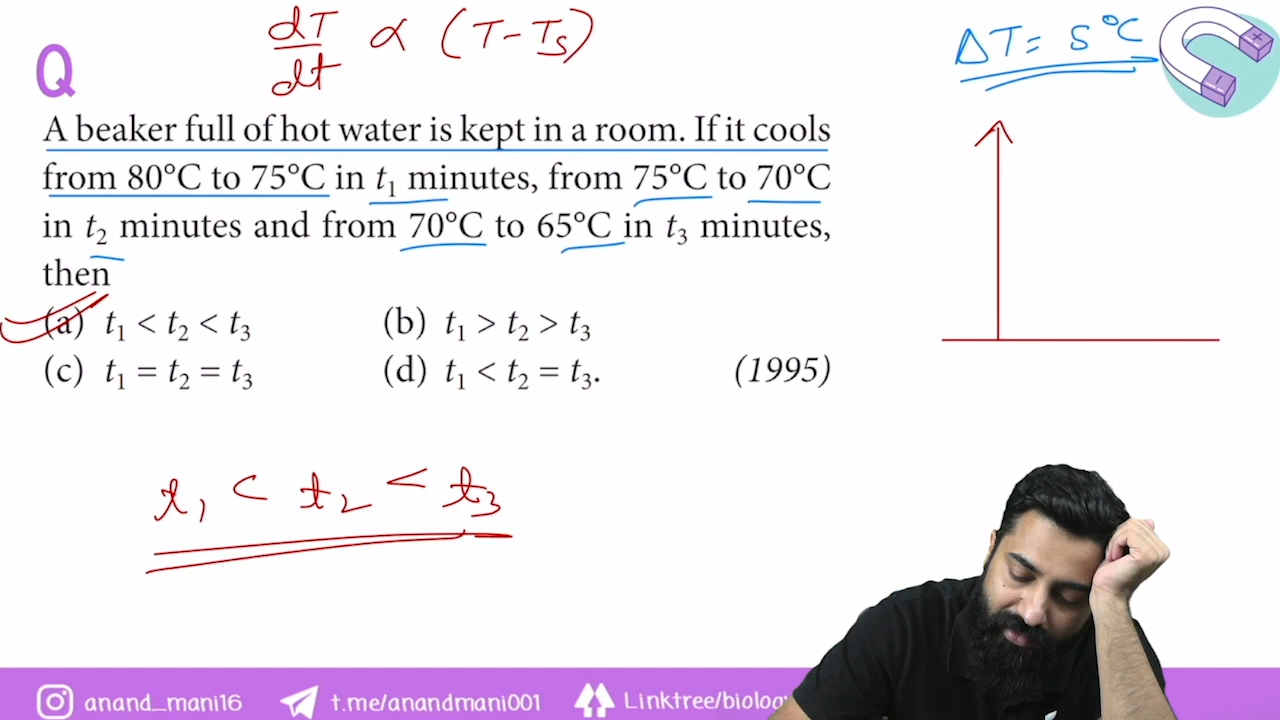 dT/dt ∝ (T-Ts)
ΔT= 5°C
Q
A beaker full of hot water is kept in a room. If it cools
from 80°C to 75°C in t₁ minutes, from 75°C to 70°C
in t₂ minutes and from 70°C to 65°C in t₃ minutes,
then
(a) t₁ < t₂ < t₃ (b) t₁ > t₂ > t₃
(c) t₁ = t₂ = t₃ (d) t₁ < t₂ = t₃. (1995)
t₁ < t₂ < t₃
anand_mani16 t.me/anandmani001 Linktree/biology